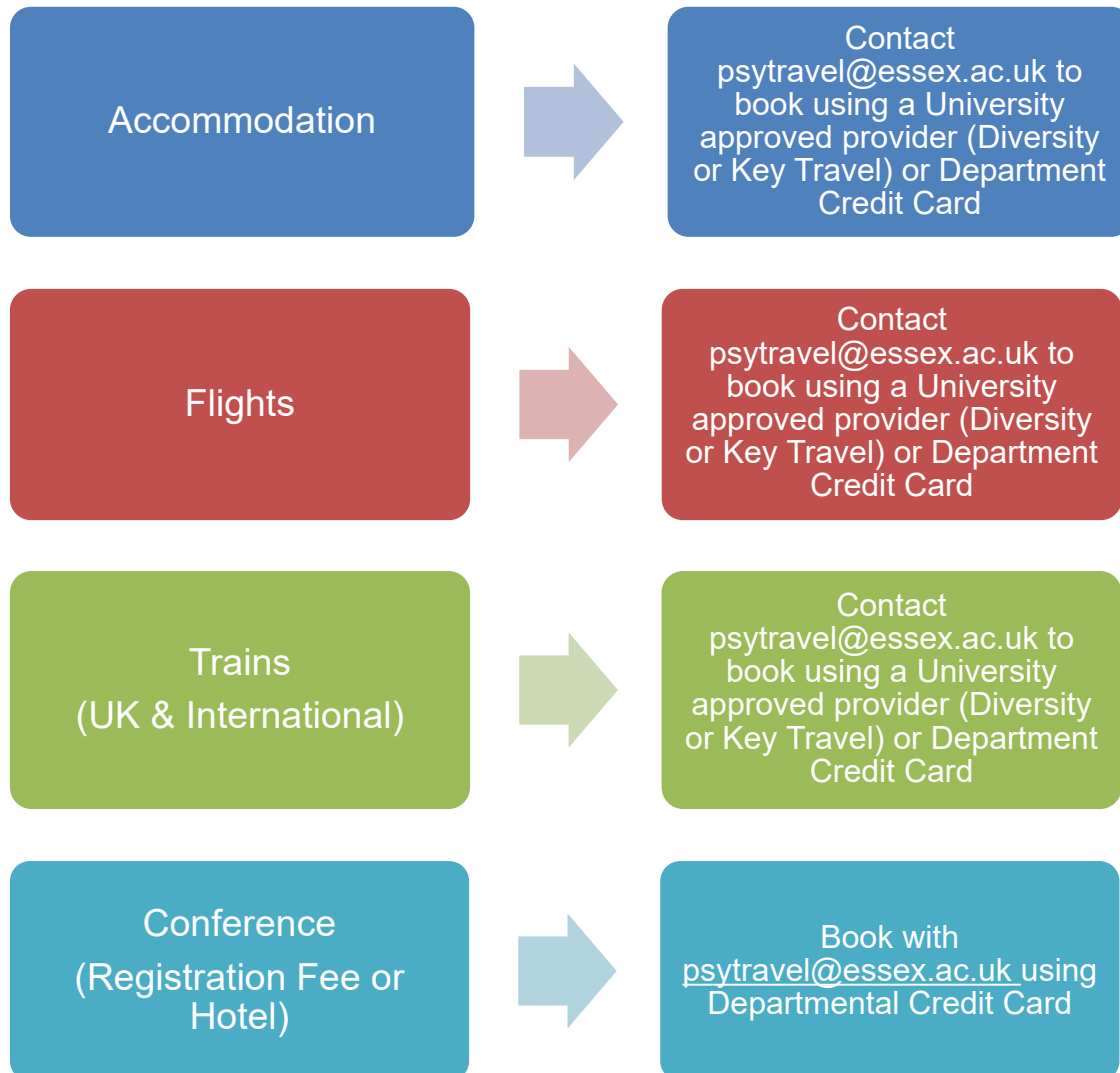 Accommodation
Contact
psytravel@essex.ac.uk to
book using a University
approved provider (Diversity
or Key Travel) or Department
Credit Card
Flights
Contact
psytravel@essex.ac.uk to
book using a University
approved provider (Diversity
or Key Travel) or Department
Credit Card
Trains
(UK & International)
Contact
psytravel@essex.ac.uk to
book using a University
approved provider (Diversity
or Key Travel) or Department
Credit Card
Conference
(Registration Fee or
Hotel)
Book with
psytravel@essex.ac.uk using
Departmental Credit Card